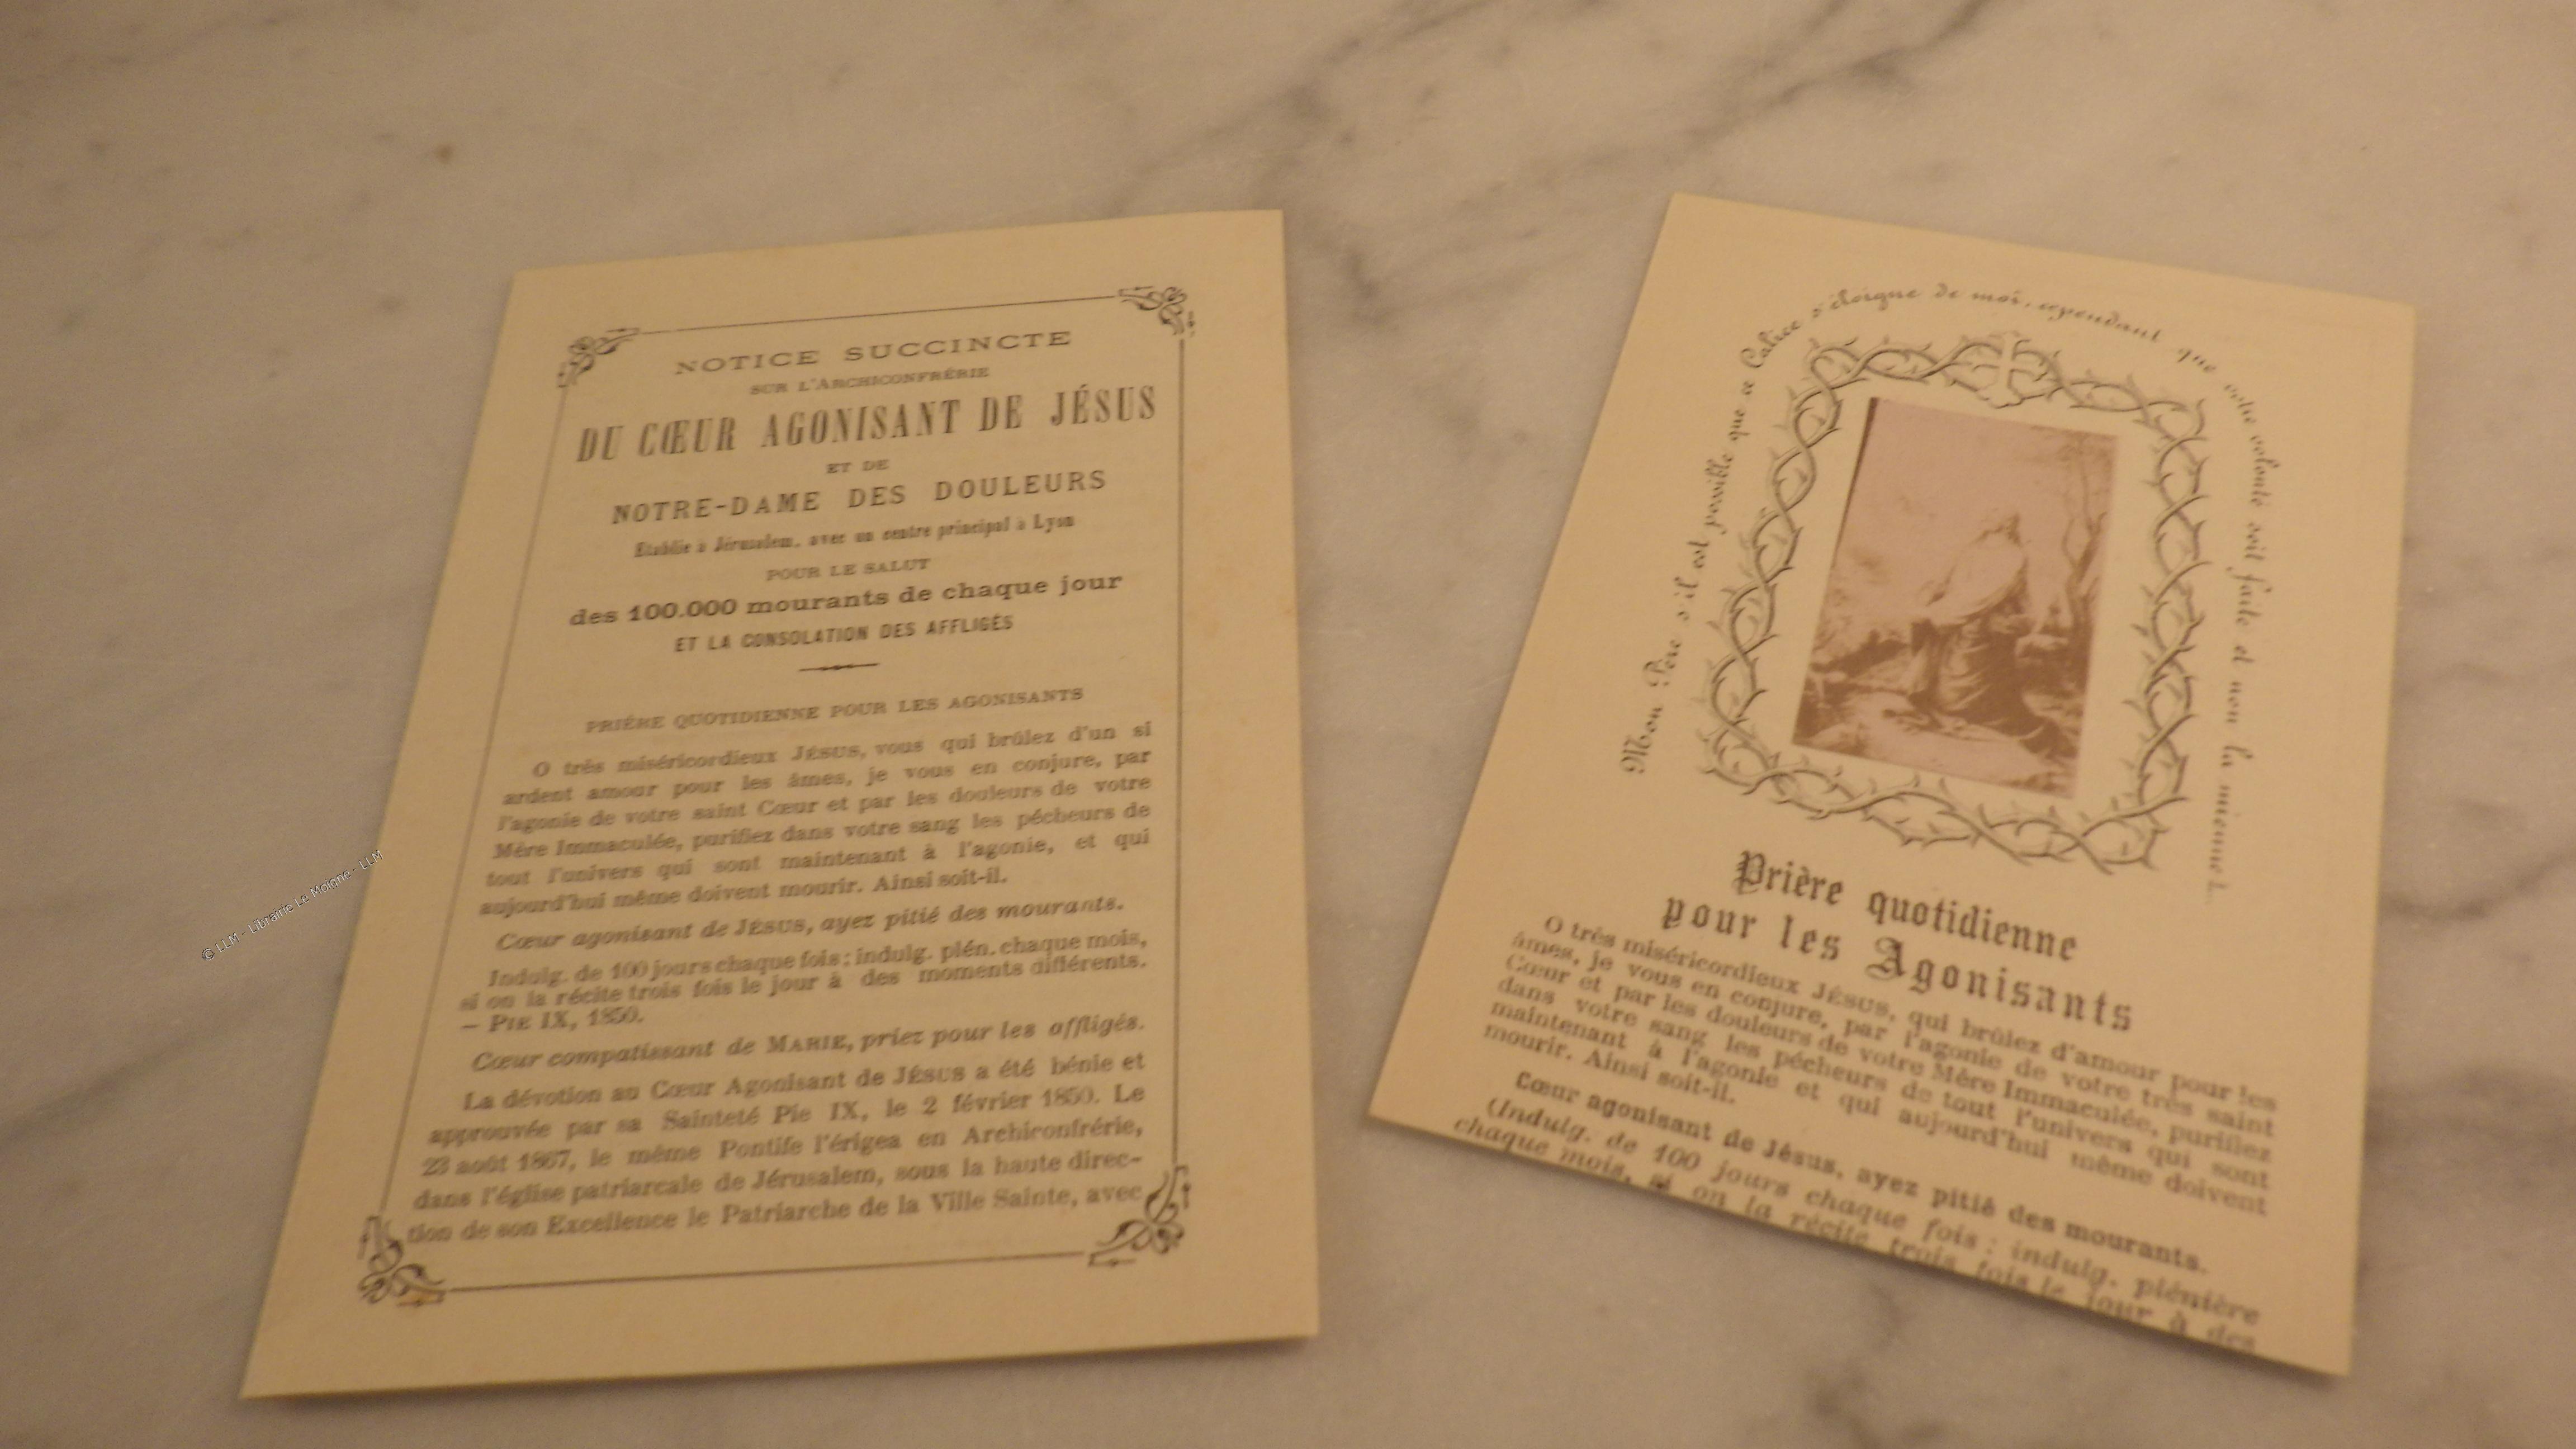 NOTICE SUCCINCTE
SUR L'ARCHICONFRÉRIE
DU CŒUR AGONISANT DE JÉSUS
ET DE
NOTRE-DAME DES DOULEURS
Etablie à Jérusalem, avec un centre principal à Lyon
POUR LE SALUT
des 100.000 mourants de chaque jour
ET LA CONSOLATION DES AFFLIGÉS
PRIÈRE QUOTIDIENNE POUR LES AGONISANTS
O très miséricordieux JÉSUS, vous qui brûlez d'un si
ardent amour pour les âmes, je vous en conjure, par
l'agonie de votre saint Cœur et par les douleurs de votre
Mère Immaculée, purifiez dans votre sang les pécheurs de
tout l'univers qui sont maintenant à l'agonie, et qui
aujourd'hui même doivent mourir. Ainsi soit-il.
Cœur agonisant de JÉSUS, ayez pitié des mourants.
Indulg. de 100 jours chaque fois : indulg. plén. chaque mois,
si on la récite trois fois le jour à des moments différents.
— PIE IX, 1850.
Cœur compatissant de MARIE, priez pour les affligés.
La dévotion au Cœur Agonisant de JÉSUS a été bénie et
approuvée par sa Sainteté Pie IX, le 2 février 1850. Le
23 août 1867, le même Pontife l'érigea en Archiconfrérie,
dans l'église patriarcale de Jérusalem, sous la haute direc-
tion de son Excellence le Patriarche de la Ville Sainte, avec
Mon Père s'il est possible que ce Calice s'éloigne de moi, cependant que votre volonté soit faite et non la mienne!
Prière quotidienne
pour les Agonisants
O très miséricordieux JÉSUS, qui brûlez d'amour pour les
âmes, je vous en conjure, par l'agonie de votre très saint
Cœur et par les douleurs de votre Mère Immaculée, purifiez
dans votre sang les pécheurs de tout l'univers qui sont
maintenant à l'agonie et qui aujourd'hui même doivent
mourir. Ainsi soit-il.
Cœur agonisant de Jésus, ayez pitié des mourants.
(Indulg. de 100 jours chaque fois ; indulg. plénière
chaque mois, si on la récite trois fois le jour à des
© LLM - Librairie Le Moigne - LLM